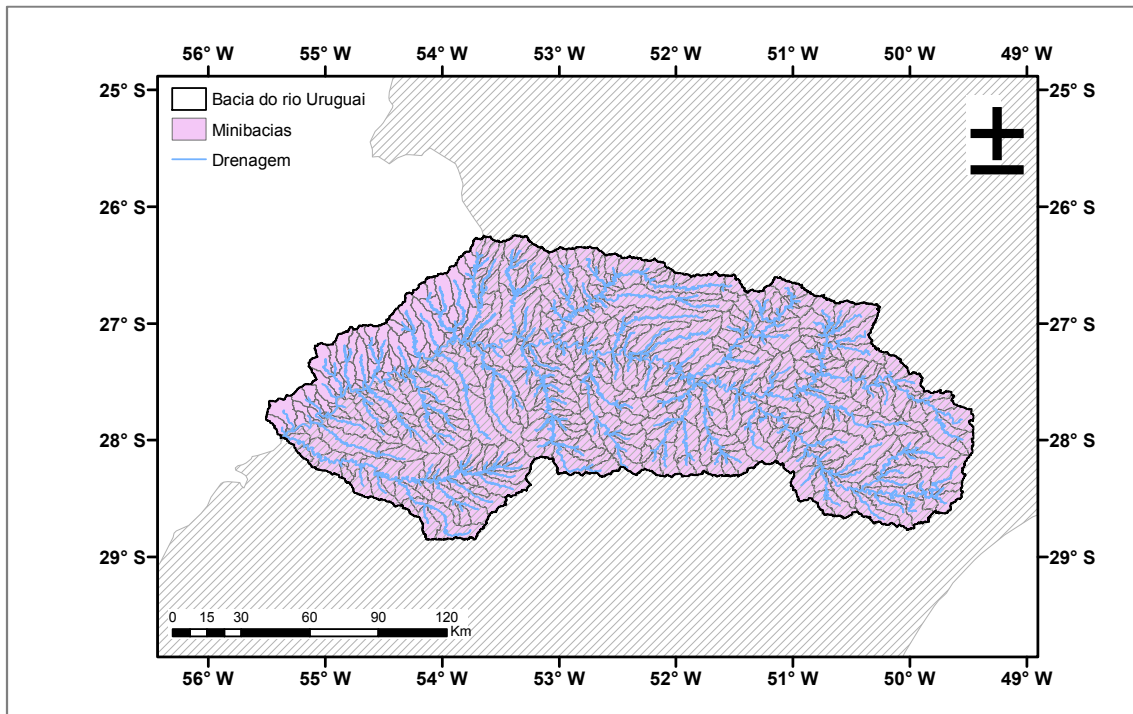 56° W 55° W 54° W 53° W 52° W 51° W 50° W 49° W
25° S 25° S
Bacia do rio Uruguai
Minibacias
Drenagem
26° S 26° S
27° S 27° S
28° S 28° S
29° S 29° S
0 15 30 60 90 120
Km
56° W 55° W 54° W 53° W 52° W 51° W 50° W 49° W